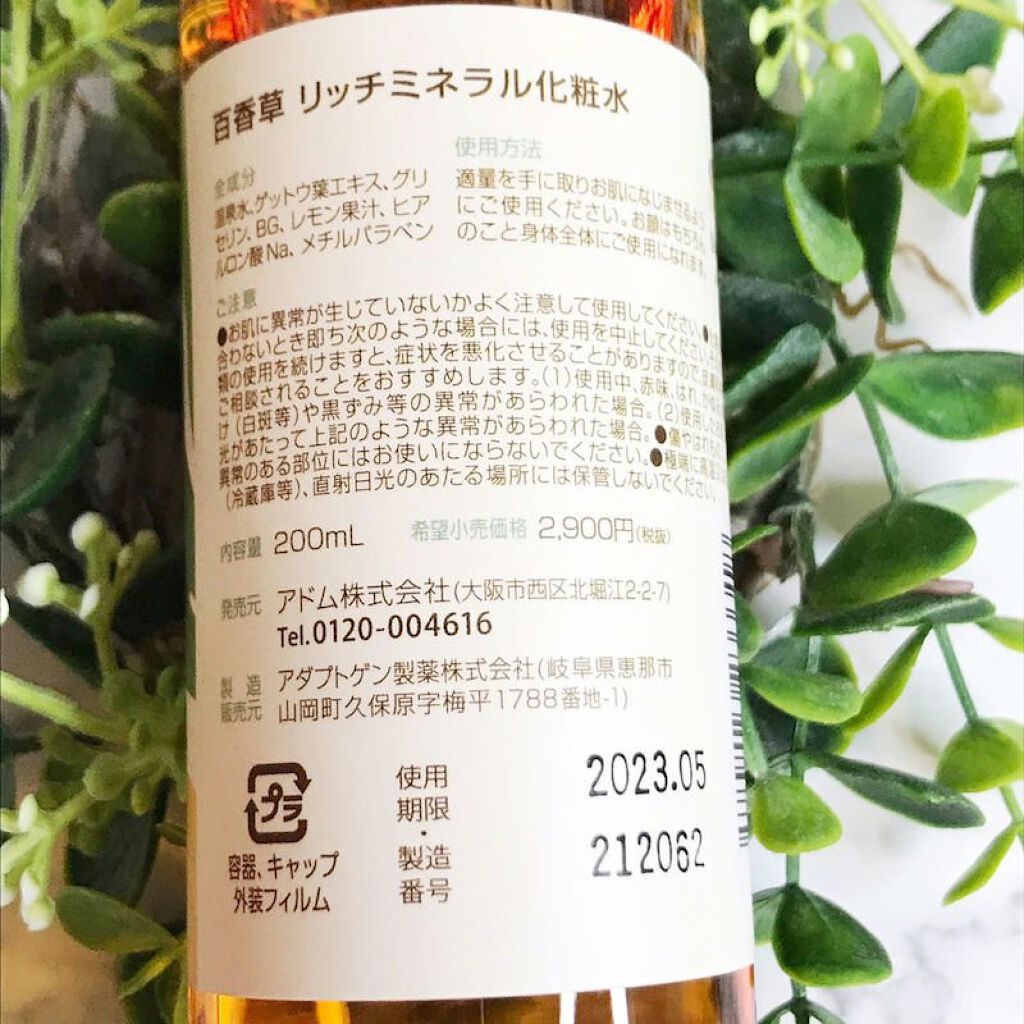 百香草 リッチミネラル化粧水
全成分
温泉水、ゲットウ葉エキス、グリ
セリン、BG、レモン果汁、ヒア
ルロン酸Na、メチルパラベン
使用方法
適量を手に取りお肌になじませるよう
にご使用ください。お顔はもちろん、
のこと身体全体にご使用になれます。
ご注意
●お肌に異常が生じていないかよく注意して使用してください。●
合わないとき即ち次のような場合には、使用を中止してください。
類の使用を続けますと、症状を悪化させることがありますので、皮膚
ご相談されることをおすすめします。(1)使用中、赤味、はれ、かゆみ
け(白斑等)や黒ずみ等の異常があらわれた場合。(2)使用した
光があたって上記のような異常があらわれた場合。●傷やはれもの
異常のある部位にはお使いにならないでください。●極端に高温
(冷蔵庫等)、直射日光のあたる場所には保管しないでください。
内容量 200mL 希望小売価格 2,900円(税抜)
発売元 アドム株式会社(大阪市西区北堀江2-2-7)
Tel.0120-004616
製造
販売元
アダプトゲン製薬株式会社(岐阜県恵那市
山岡町久保原字梅平1788番地-1)
プラ
容器、キャップ
外装フィルム
使用
期限
・
製造
番号
2023.05
212062